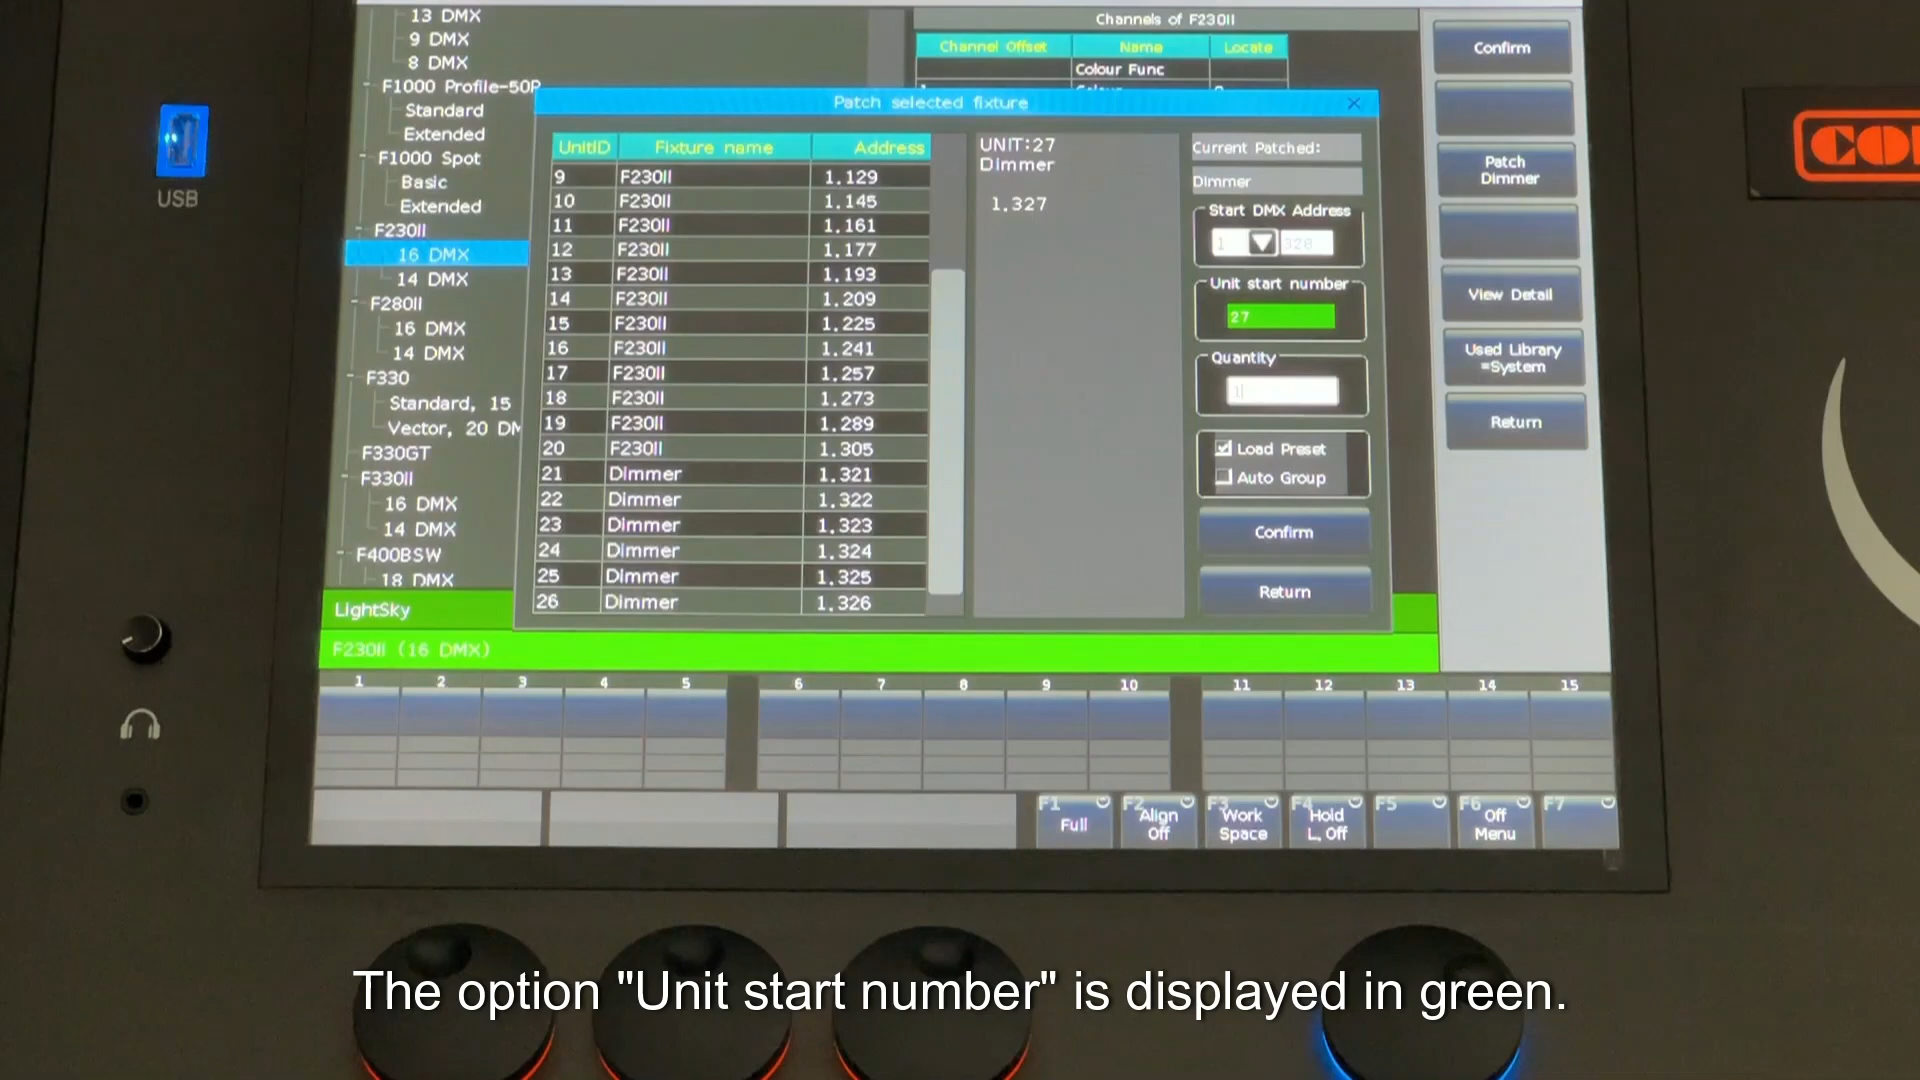 13 DMX
9 DMX
8 DMX
F1000 Profile-50P
Standard
Extended
F1000 Spot
Basic
Extended
F230II
16 DMX
14 DMX
F280II
16 DMX
14 DMX
F330
Standard, 15
Vector, 20 DM
F330GT
F330II
16 DMX
14 DMX
F400BSW
18 DMX
LightSky
F230II (16 DMX)
Channels of F230II
Channel Offset Name Locate
Colour Func
Patch selected fixture
UnitID Fixture name Address
9 F230II 1.129
10 F230II 1.145
11 F230II 1.161
12 F230II 1.177
13 F230II 1.193
14 F230II 1.209
15 F230II 1.225
16 F230II 1.241
17 F230II 1.257
18 F230II 1.273
19 F230II 1.289
20 F230II 1.305
21 Dimmer 1.321
22 Dimmer 1.322
23 Dimmer 1.323
24 Dimmer 1.324
25 Dimmer 1.325
26 Dimmer 1.326
UNIT:27
Dimmer
1.327
Current Patched:
Dimmer
Start DMX Address
1
Unit start number
27
Quantity
1
Load Preset
Auto Group
Confirm
Return
Confirm
Patch
Dimmer
View Detail
Used Library
=System
Return
1 2 3 4 5 6 7 8 9 10 11 12 13 14 15
F1 Full
F2 Align Off
F3 Work Space
F4 Hold L, Off
F5
F6 Off Menu
F7
USB
The option "Unit start number" is displayed in green.